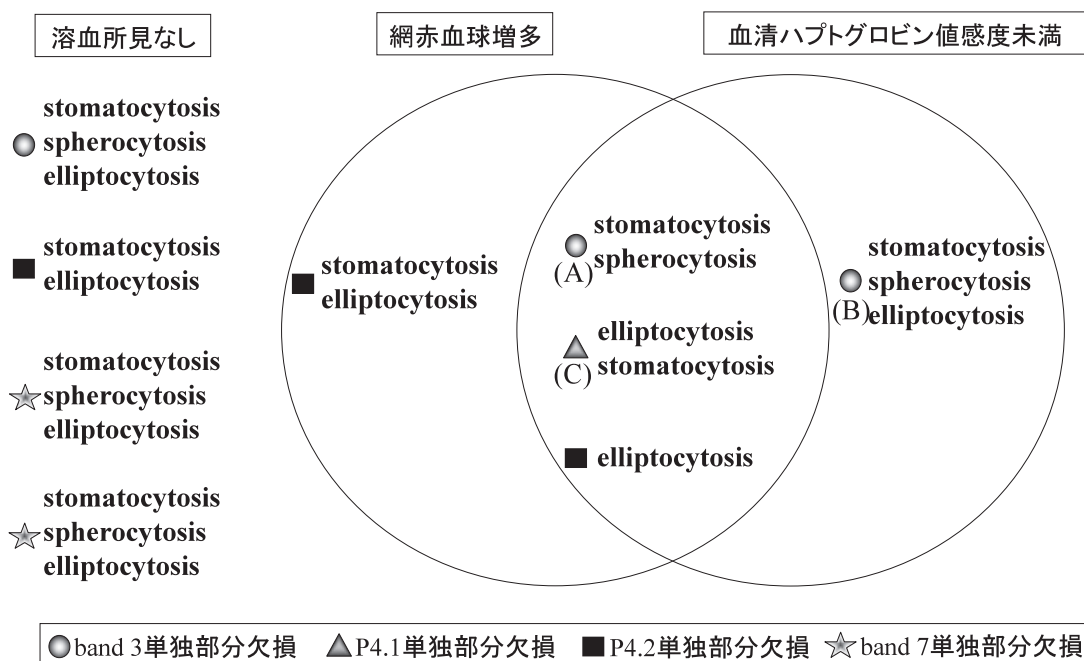 溶血所見なし
網赤血球増多
血清ハプトグロビン値感度未満
stomatocytosis
spherocytosis
elliptocytosis
stomatocytosis
elliptocytosis
stomatocytosis
spherocytosis
elliptocytosis
stomatocytosis
spherocytosis
elliptocytosis
stomatocytosis
elliptocytosis
stomatocytosis
spherocytosis
(A)
elliptocytosis
stomatocytosis
(C)
elliptocytosis
stomatocytosis
spherocytosis
elliptocytosis
(B)
band 3単独部分欠損 P4.1単独部分欠損 P4.2単独部分欠損 band 7単独部分欠損